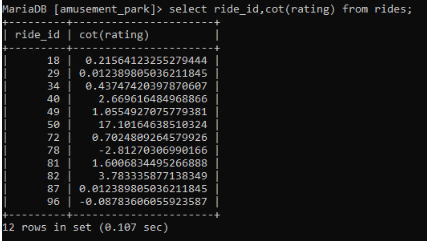 MariaDB [amusement_park]> select ride_id,cot(rating) from rides;
+---------+----------------------+
| ride_id | cot(rating)          |
+---------+----------------------+
|      18 |  0.21564123255279444 |
|      29 | 0.012389805036211845 |
|      34 |  0.43747420397870607 |
|      40 |    2.669616484968866 |
|      49 |   1.0554927075779381 |
|      50 |    17.10164638510324 |
|      72 |   0.7024809264579926 |
|      78 |    -2.81270306990166 |
|      81 |   1.6006834495266888 |
|      82 |    3.783335877138349 |
|      87 | 0.012389805036211845 |
|      96 | -0.08783606055923587 |
+---------+----------------------+
12 rows in set (0.107 sec)